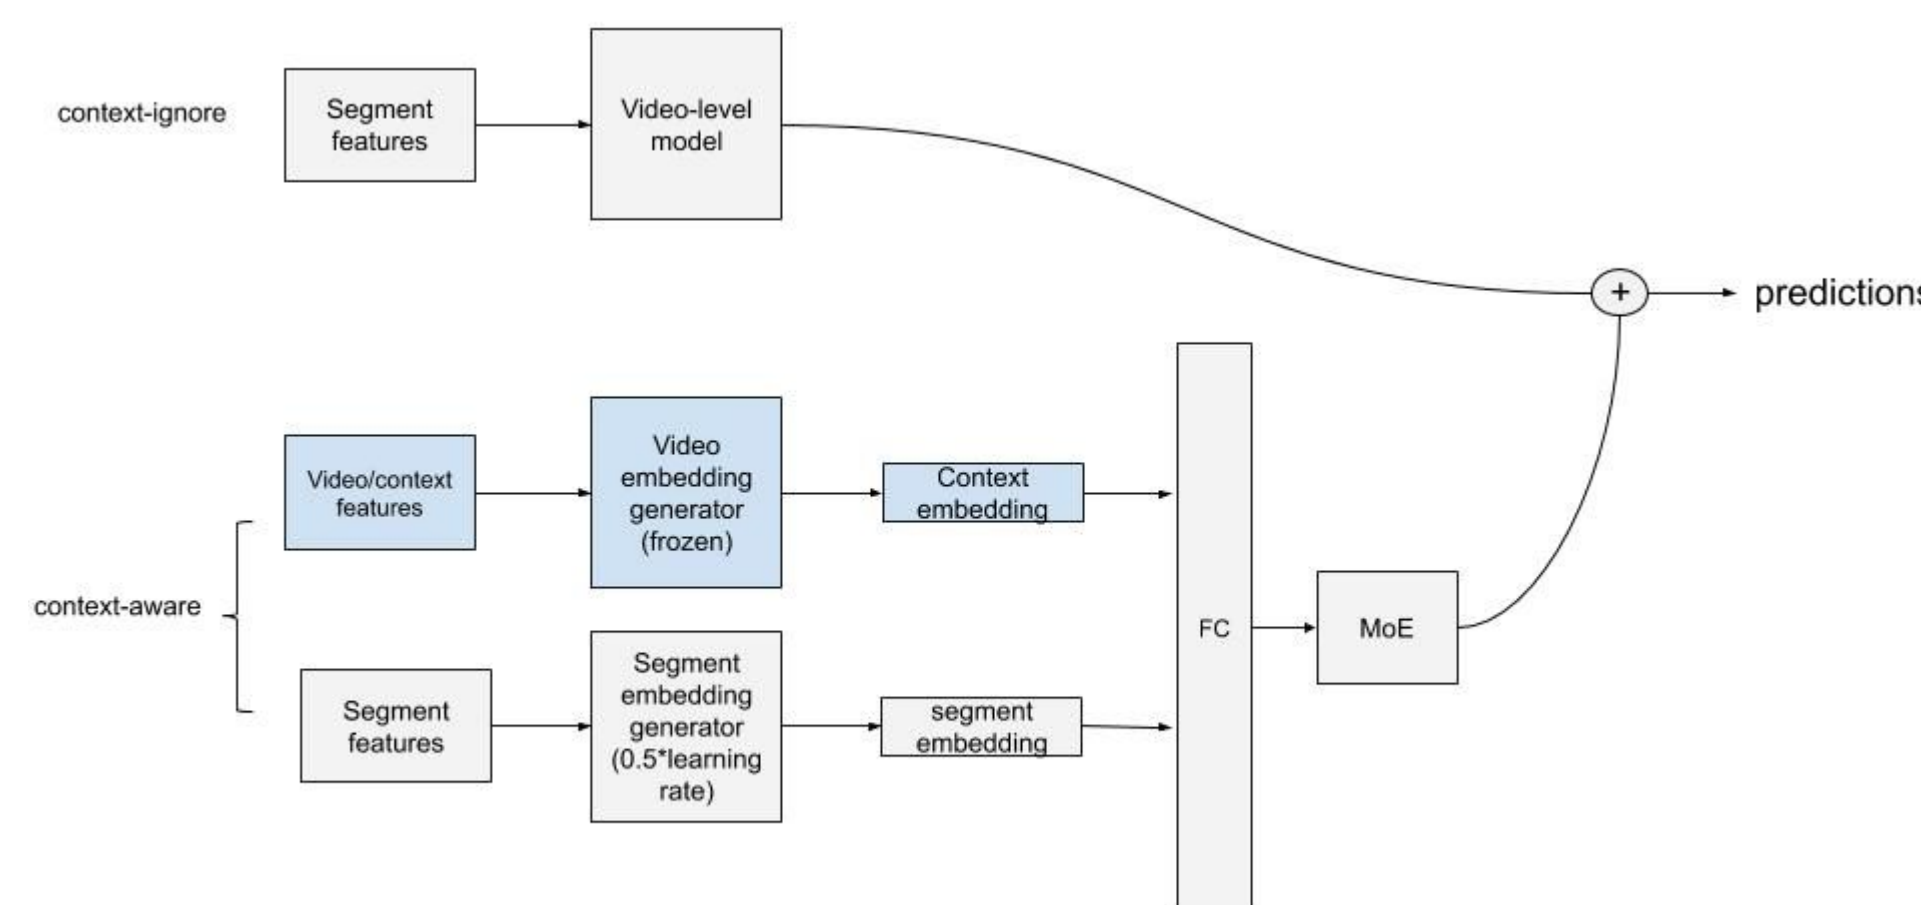 context-ignore
Segment
features
Video-level
model
+
predictions
Video/context
features
Video
embedding
generator
(frozen)
Context
embedding
context-aware
Segment
features
Segment
embedding
generator
(0.5*learning
rate)
segment
embedding
FC
MoE